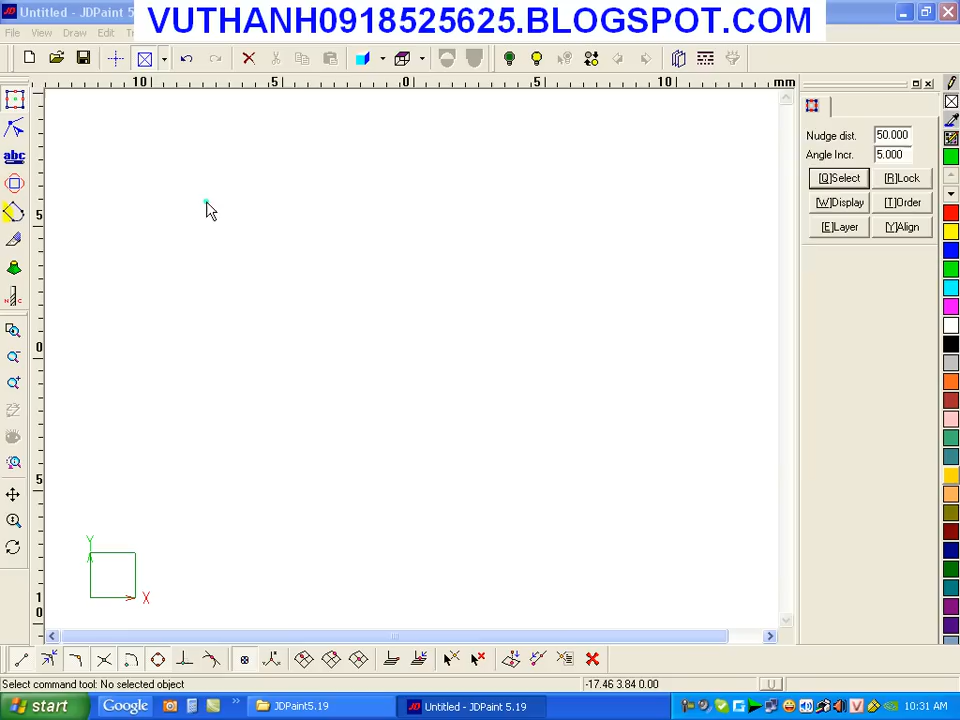 Untitled - JDPaint 5.
VUTHANH0918525625.BLOGSPOT.COM
File View Draw Edit
10 5 0 5 10 mm
Nudge dist. 50.000
Angle Incr. 5.000
[Q]Select [R]Lock
[W]Display [T]Order
[E]Layer [Y]Align
abc
N C
5
0
5
1
0
Y
X
Select command tool: No selected object
-17.46 3.84 0.00
U
start
Google
JDPaint5.19
Untitled - JDPaint 5.19
V
10:31 AM